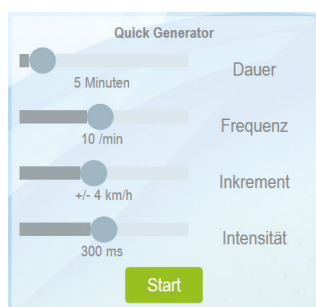 Quick Generator
Dauer
5 Minuten
Frequenz
10 /min
Inkrement
+/- 4 km/h
Intensität
300 ms
Start